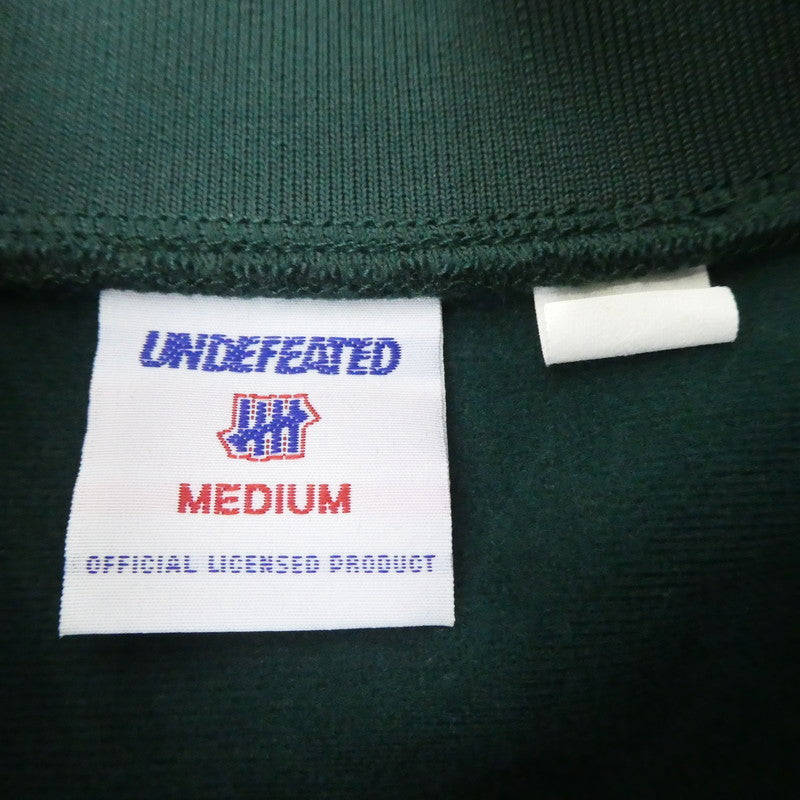 UNDEFEATED
MEDIUM
OFFICIAL LICENSED PRODUCT